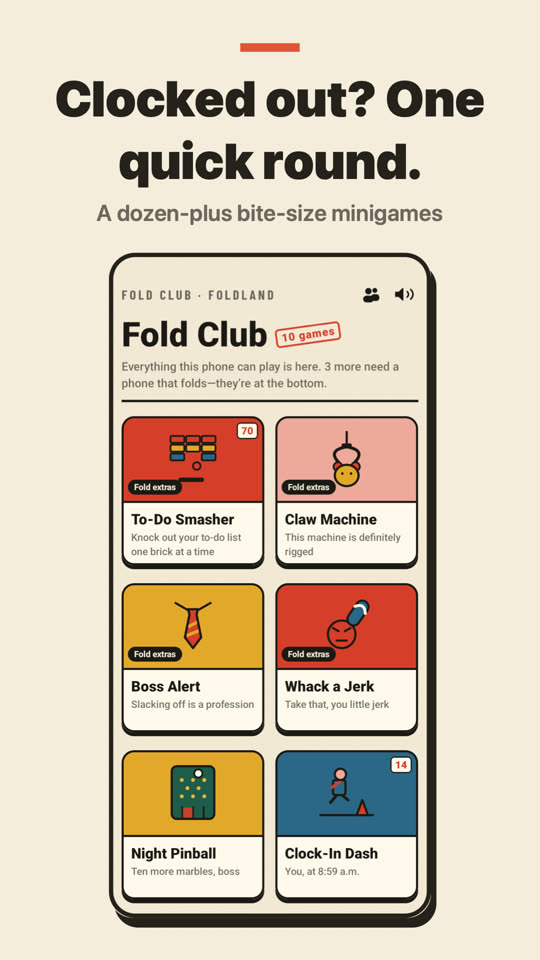 Clocked out? One
quick round.
A dozen-plus bite-size minigames
FOLD CLUB · FOLDLAND
Fold Club
10 games
Everything this phone can play is here. 3 more need a
phone that folds—they're at the bottom.
70
Fold extras
To-Do Smasher
Knock out your to-do list
one brick at a time
Fold extras
Claw Machine
This machine is definitely
rigged
Fold extras
Boss Alert
Slacking off is a profession
Fold extras
Whack a Jerk
Take that, you little jerk
Night Pinball
Ten more marbles, boss
14
Clock-In Dash
You, at 8:59 a.m.